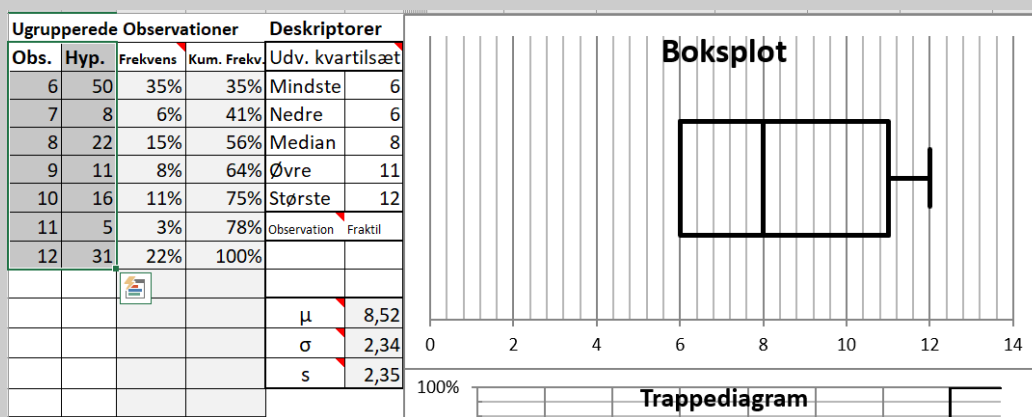 Ugrupperede Observationer Deskriptorer
Obs. Hyp. Frekvens Kum. Frekv. Udv. kvartilsæt
6 50 35% 35% Mindste 6
7 8 6% 41% Nedre 6
8 22 15% 56% Median 8
9 11 8% 64% Øvre 11
10 16 11% 75% Største 12
11 5 3% 78% Observation Fraktil
12 31 22% 100%
μ 8,52
σ 2,34
s 2,35
Boksplot
0 2 4 6 8 10 12 14
100% Trappediagram